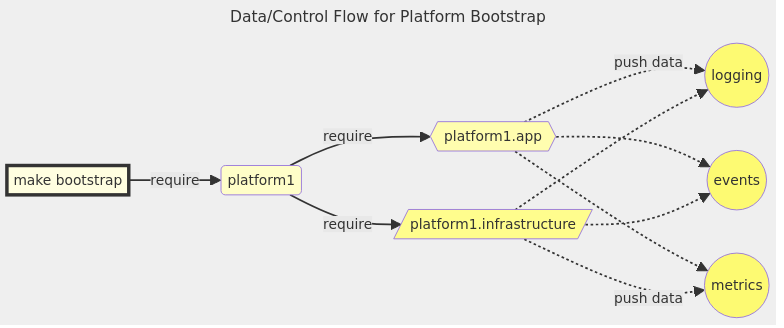 Data/Control Flow for Platform Bootstrap
make bootstrap
require
platform1
require
require
platform1.app
platform1.infrastructure
push data
push data
logging
events
metrics